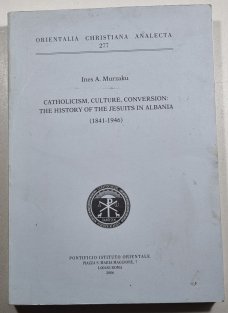 ORIENTALIA CHRISTIANA ANALECTA
277
Ines A. Murzaku
CATHOLICISM, CULTURE, CONVERSION:
THE HISTORY OF THE JESUITS IN ALBANIA
(1841-1946)
PONTIFICIO ISTITUTO ORIENTALE
PIAZZA S. MARIA MAGGIORE, 7
I-00185 ROMA
2006